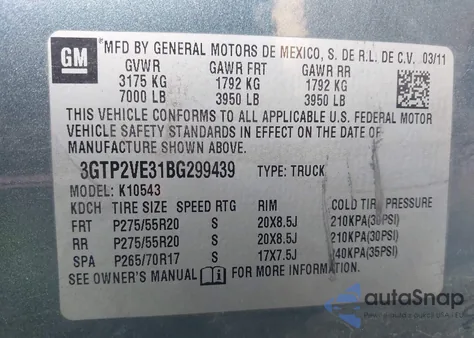 GM
MFD BY GENERAL MOTORS DE MEXICO, S. DE R.L. DE C.V. 03/11
GVWR GAWR FRT GAWR RR
3175 KG 1792 KG 1792 KG
7000 LB 3950 LB 3950 LB
THIS VEHICLE CONFORMS TO ALL APPLICABLE U.S. FEDERAL MOTOR
VEHICLE SAFETY STANDARDS IN EFFECT ON THE DATE OF
MANUFACTURE SHOWN ABOVE.
3GTP2VE31BG299439 TYPE: TRUCK
MODEL: K10543
KDCH TIRE SIZE SPEED RTG RIM COLD TIRE PRESSURE
FRT P275/55R20 S 20X8.5J 210KPA(30PSI)
RR P275/55R20 S 20X8.5J 210KPA(30PSI)
SPA P265/70R17 S 17X7.5J 240KPA(35PSI)
SEE OWNER'S MANUAL FOR MORE INFORMATION
autoSnap